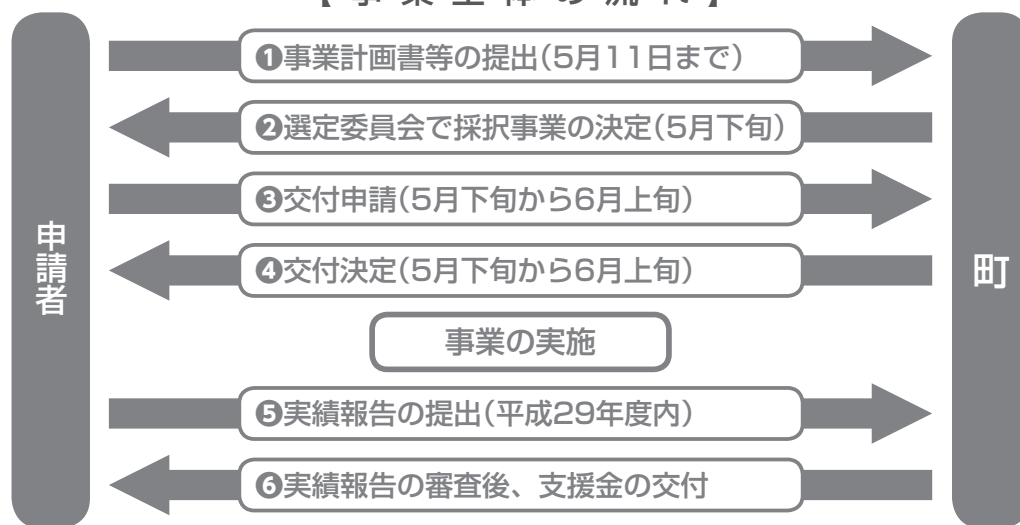 【事業全体の流れ】
❶事業計画書等の提出(5月11日まで)
❷選定委員会で採択事業の決定(5月下旬)
❸交付申請(5月下旬から6月上旬)
❹交付決定(5月下旬から6月上旬)
申請者
町
事業の実施
❺実績報告の提出(平成29年度内)
❻実績報告の審査後、支援金の交付